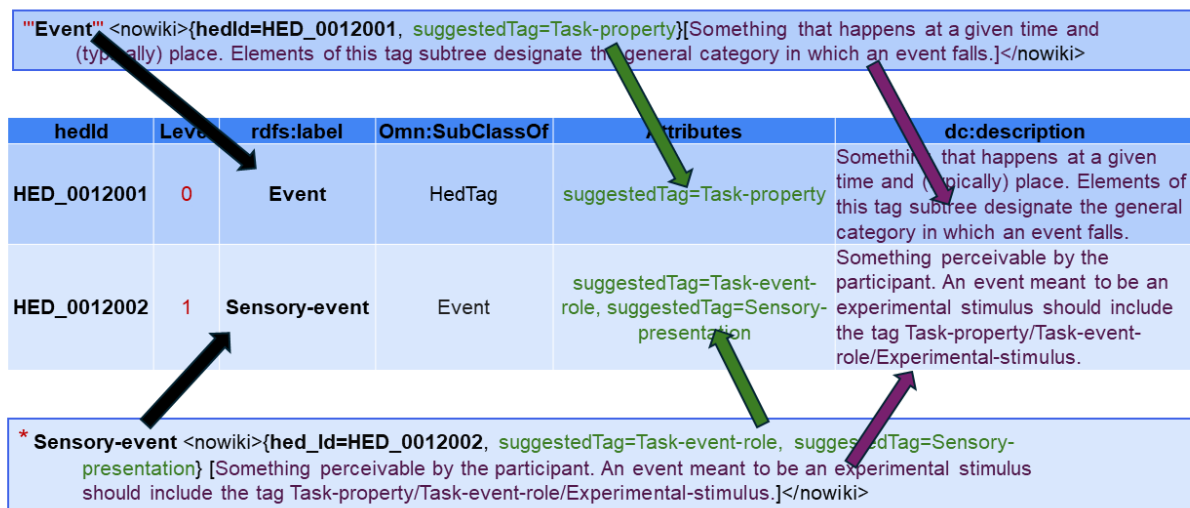 '''Event''' <nowiki>{hedId=HED_0012001, suggestedTag=Task-property}[Something that happens at a given time and
(typically) place. Elements of this tag subtree designate the general category in which an event falls.]</nowiki>
hedId Level rdfs:label Omn:SubClassOf Attributes dc:description
HED_0012001 0 Event HedTag suggestedTag=Task-property
Something that happens at a given
time and (typically) place. Elements of
this tag subtree designate the general
category in which an event falls.
HED_0012002 1 Sensory-event Event
suggestedTag=Task-event-
role, suggestedTag=Sensory-
presentation
Something perceivable by the
participant. An event meant to be an
experimental stimulus should include
the tag Task-property/Task-event-
role/Experimental-stimulus.
* Sensory-event <nowiki>{hed_Id=HED_0012002, suggestedTag=Task-event-role, suggestedTag=Sensory-
presentation} [Something perceivable by the participant. An event meant to be an experimental stimulus
should include the tag Task-property/Task-event-role/Experimental-stimulus.]</nowiki>